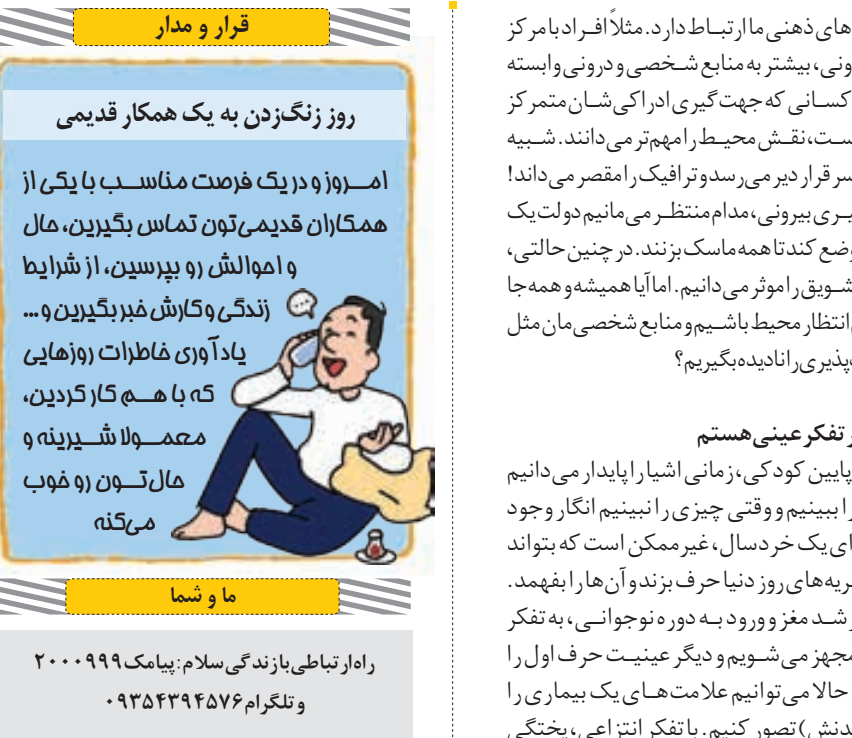 های ذهنی ما ارتباط دارد. مثلاً افراد با مرکز
ونی، بیشتر به منابع شخصی و درونی وابسته
کسانی که جهت گیری ادراکی شان متمرکز
ست، نقش محیط را مهم‌تر می‌دانند. شبیه
سر قرار دیر می‌رسد و ترافیک را مقصر می‌داند!
یری بیرونی، مدام منتظر می‌مانیم دولت یک
وضع کند تا همه ماسک بزنند. در چنین حالتی،
شویق را موثر می‌دانیم. اما آیا همیشه و همه جا
انتظار محیط باشیم و منابع شخصی‌مان مثل
پذیری را نادیده بگیریم؟
ر تفکر عینی هستم
پایین کودکی، زمانی اشیا را پایدار می‌دانیم
را ببینیم و وقتی چیزی را نبینیم انگار وجود
ای یک خردسال، غیرممکن است که بتواند
ریه‌های روز دنیا حرف بزند و آن‌ها را بفهمد.
رشد مغز و ورود به دوره نوجوانی، به تفکر
مجهز می‌شویم و دیگر عینیت حرف اول را
حالا می‌توانیم علامت‌های یک بیماری را
دنش) تصور کنیم. با تفکر انتزاعی، پختگی
قرار و مدار
روز زنگ‌زدن به یک همکار قدیمی
امروز و در یک فرصت مناسب با یکی از
همکاران قدیمی‌تون تماس بگیرین، حال
و احوالش رو بپرسین، از شرایط
زندگی و کارش خبر بگیرین و...
یادآوری خاطرات روزهایی
که با هم کار کردین،
معمولا شیرینه و
حال‌تون رو خوب
می‌کنه
ما و شما
راه ارتباطی با زندگی سلام: پیامک ۲۰۰۰۹۹۹
و تلگرام ۰۹۳۵۴۳۹۴۵۷۶